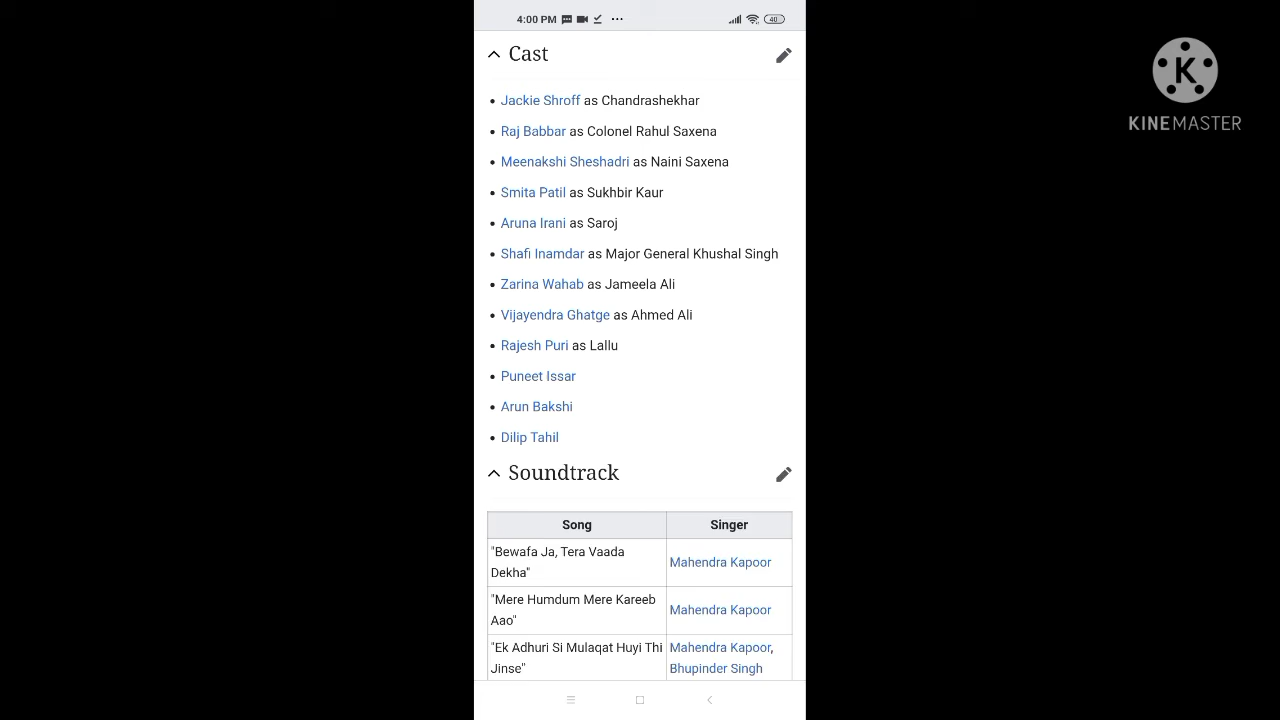 4:00 PM
40
Cast
Jackie Shroff as Chandrashekhar
Raj Babbar as Colonel Rahul Saxena
Meenakshi Sheshadri as Naini Saxena
Smita Patil as Sukhbir Kaur
Aruna Irani as Saroj
Shafi Inamdar as Major General Khushal Singh
Zarina Wahab as Jameela Ali
Vijayendra Ghatge as Ahmed Ali
Rajesh Puri as Lallu
Puneet Issar
Arun Bakshi
Dilip Tahil
Soundtrack
Song Singer
"Bewafa Ja, Tera Vaada
Dekha"
Mahendra Kapoor
"Mere Humdum Mere Kareeb
Aao"
Mahendra Kapoor
"Ek Adhuri Si Mulaqat Huyi Thi
Jinse"
Mahendra Kapoor,
Bhupinder Singh
K
KINEMASTER